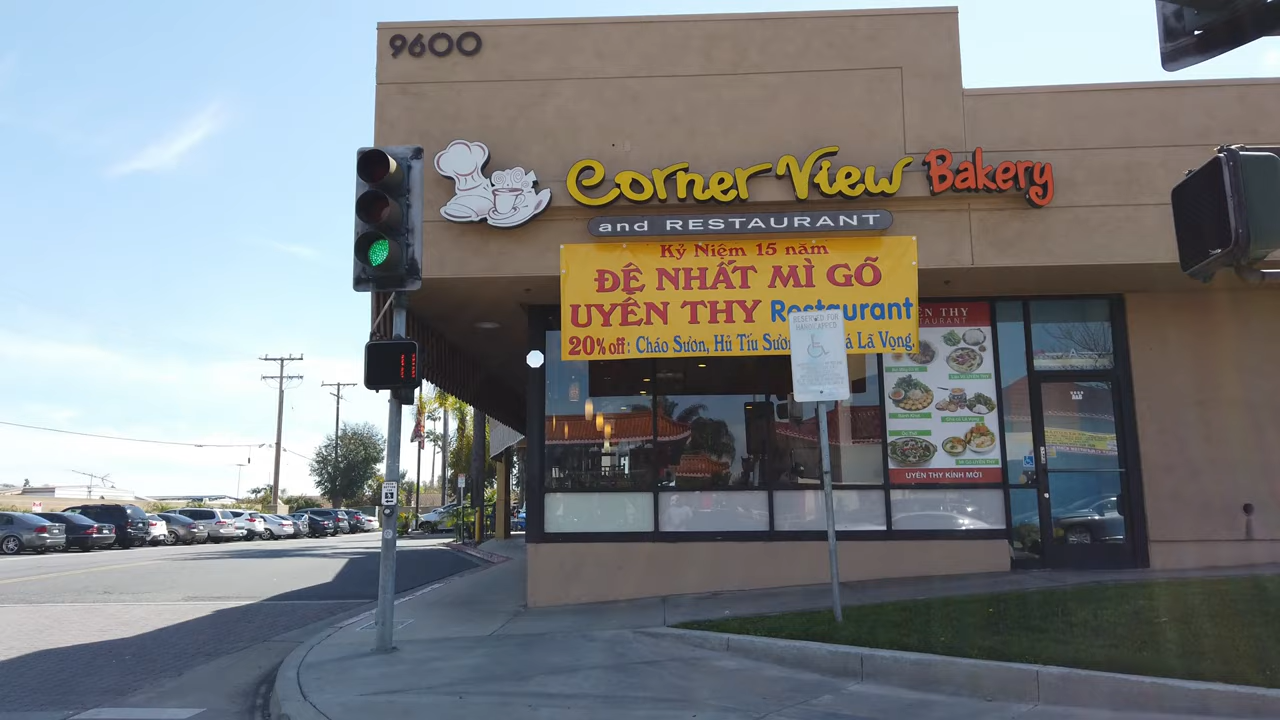 9600
Corner View Bakery
and RESTAURANT
Kỷ Niệm 15 năm
ĐỆ NHẤT MÌ GÕ
UYÊN THY Restaurant
20% off: Cháo Sườn, Hủ Tíu Sườn, Lã Vọng.
RESERVED FOR
HANDICAPPED
THY
UYÊN THY KÍNH MỜI